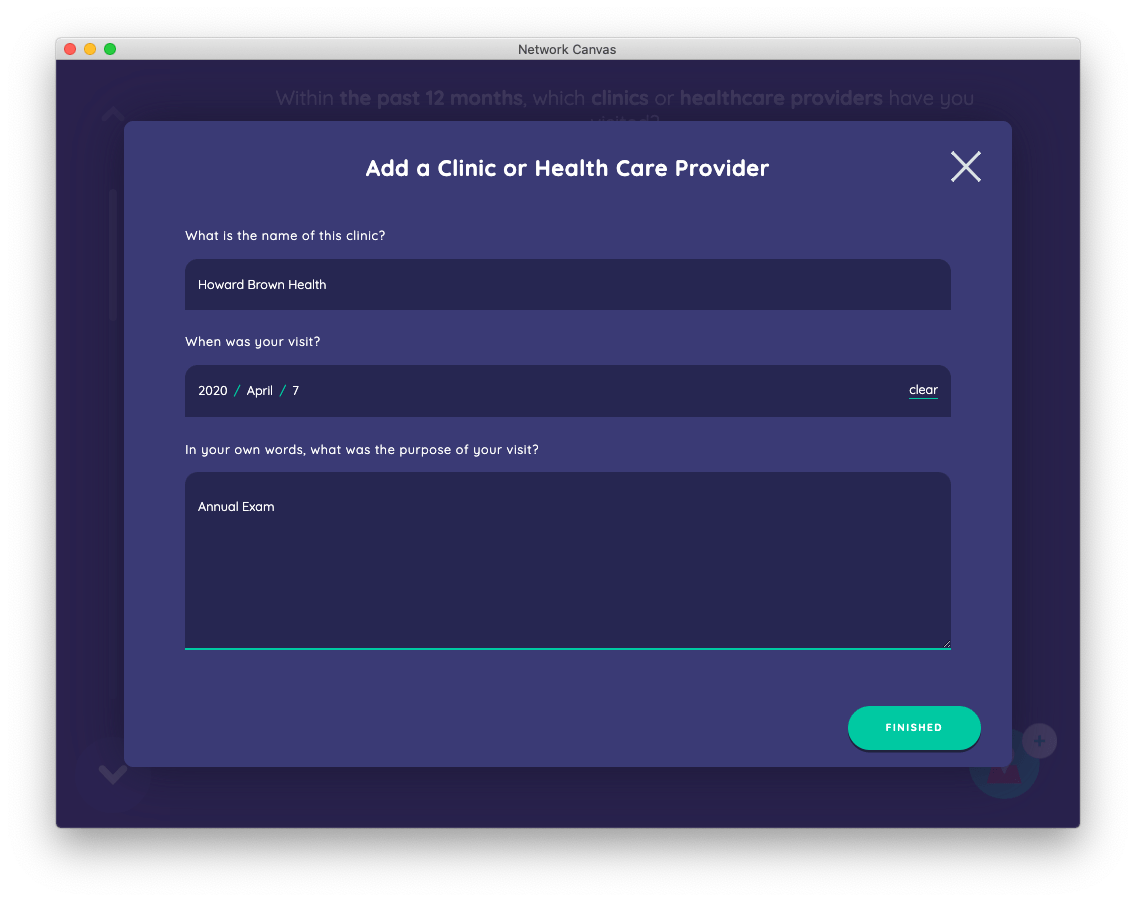 Network Canvas
Within the past 12 months, which clinics or healthcare providers have you
visited?
Add a Clinic or Health Care Provider
What is the name of this clinic?
Howard Brown Health
When was your visit?
2020 / April / 7
clear
In your own words, what was the purpose of your visit?
Annual Exam
FINISHED